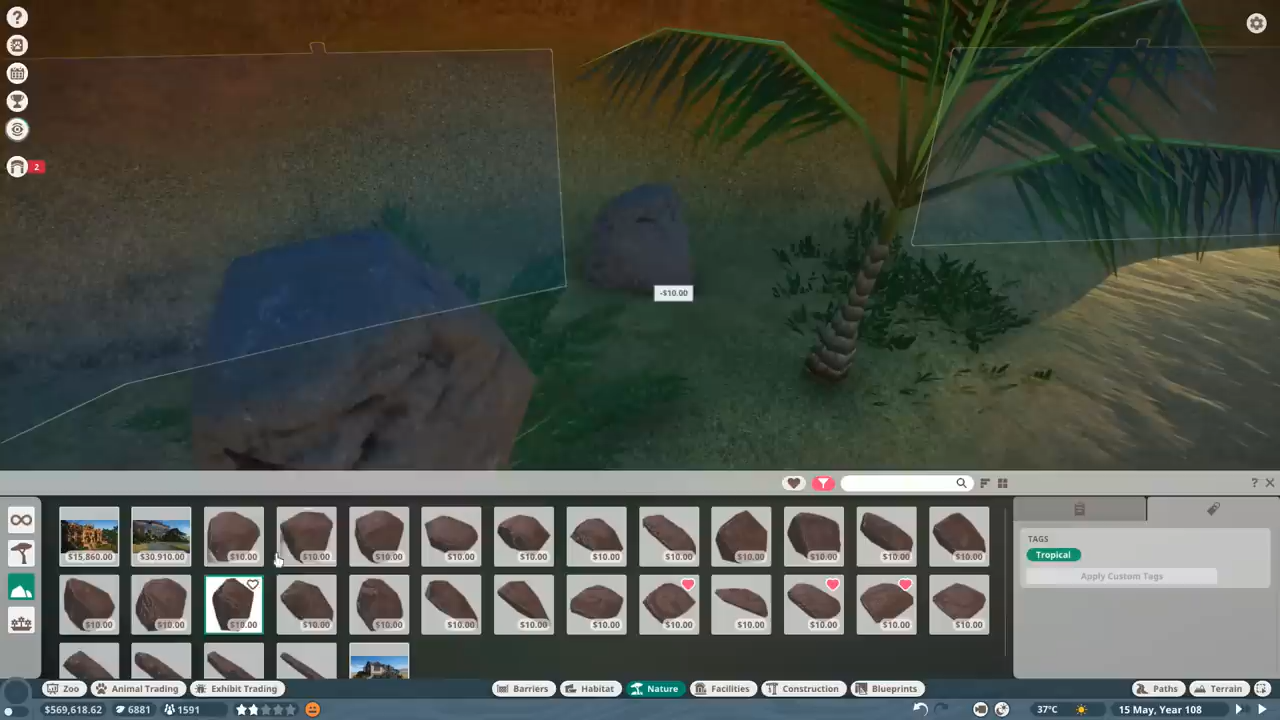 ?
2
-$10.00
? ×
$15,860.00 $30,910.00 $10.00 $10.00 $10.00 $10.00 $10.00 $10.00 $10.00 $10.00 $10.00 $10.00 $10.00
$10.00 $10.00 $10.00 $10.00 $10.00 $10.00 $10.00 $10.00 $10.00 $10.00 $10.00 $10.00 $10.00
TAGS
Tropical
Apply Custom Tags
Zoo Animal Trading Exhibit Trading Barriers Habitat Nature Facilities Construction Blueprints Paths Terrain
$569,618.62 6881 1591 37°C 15 May, Year 108